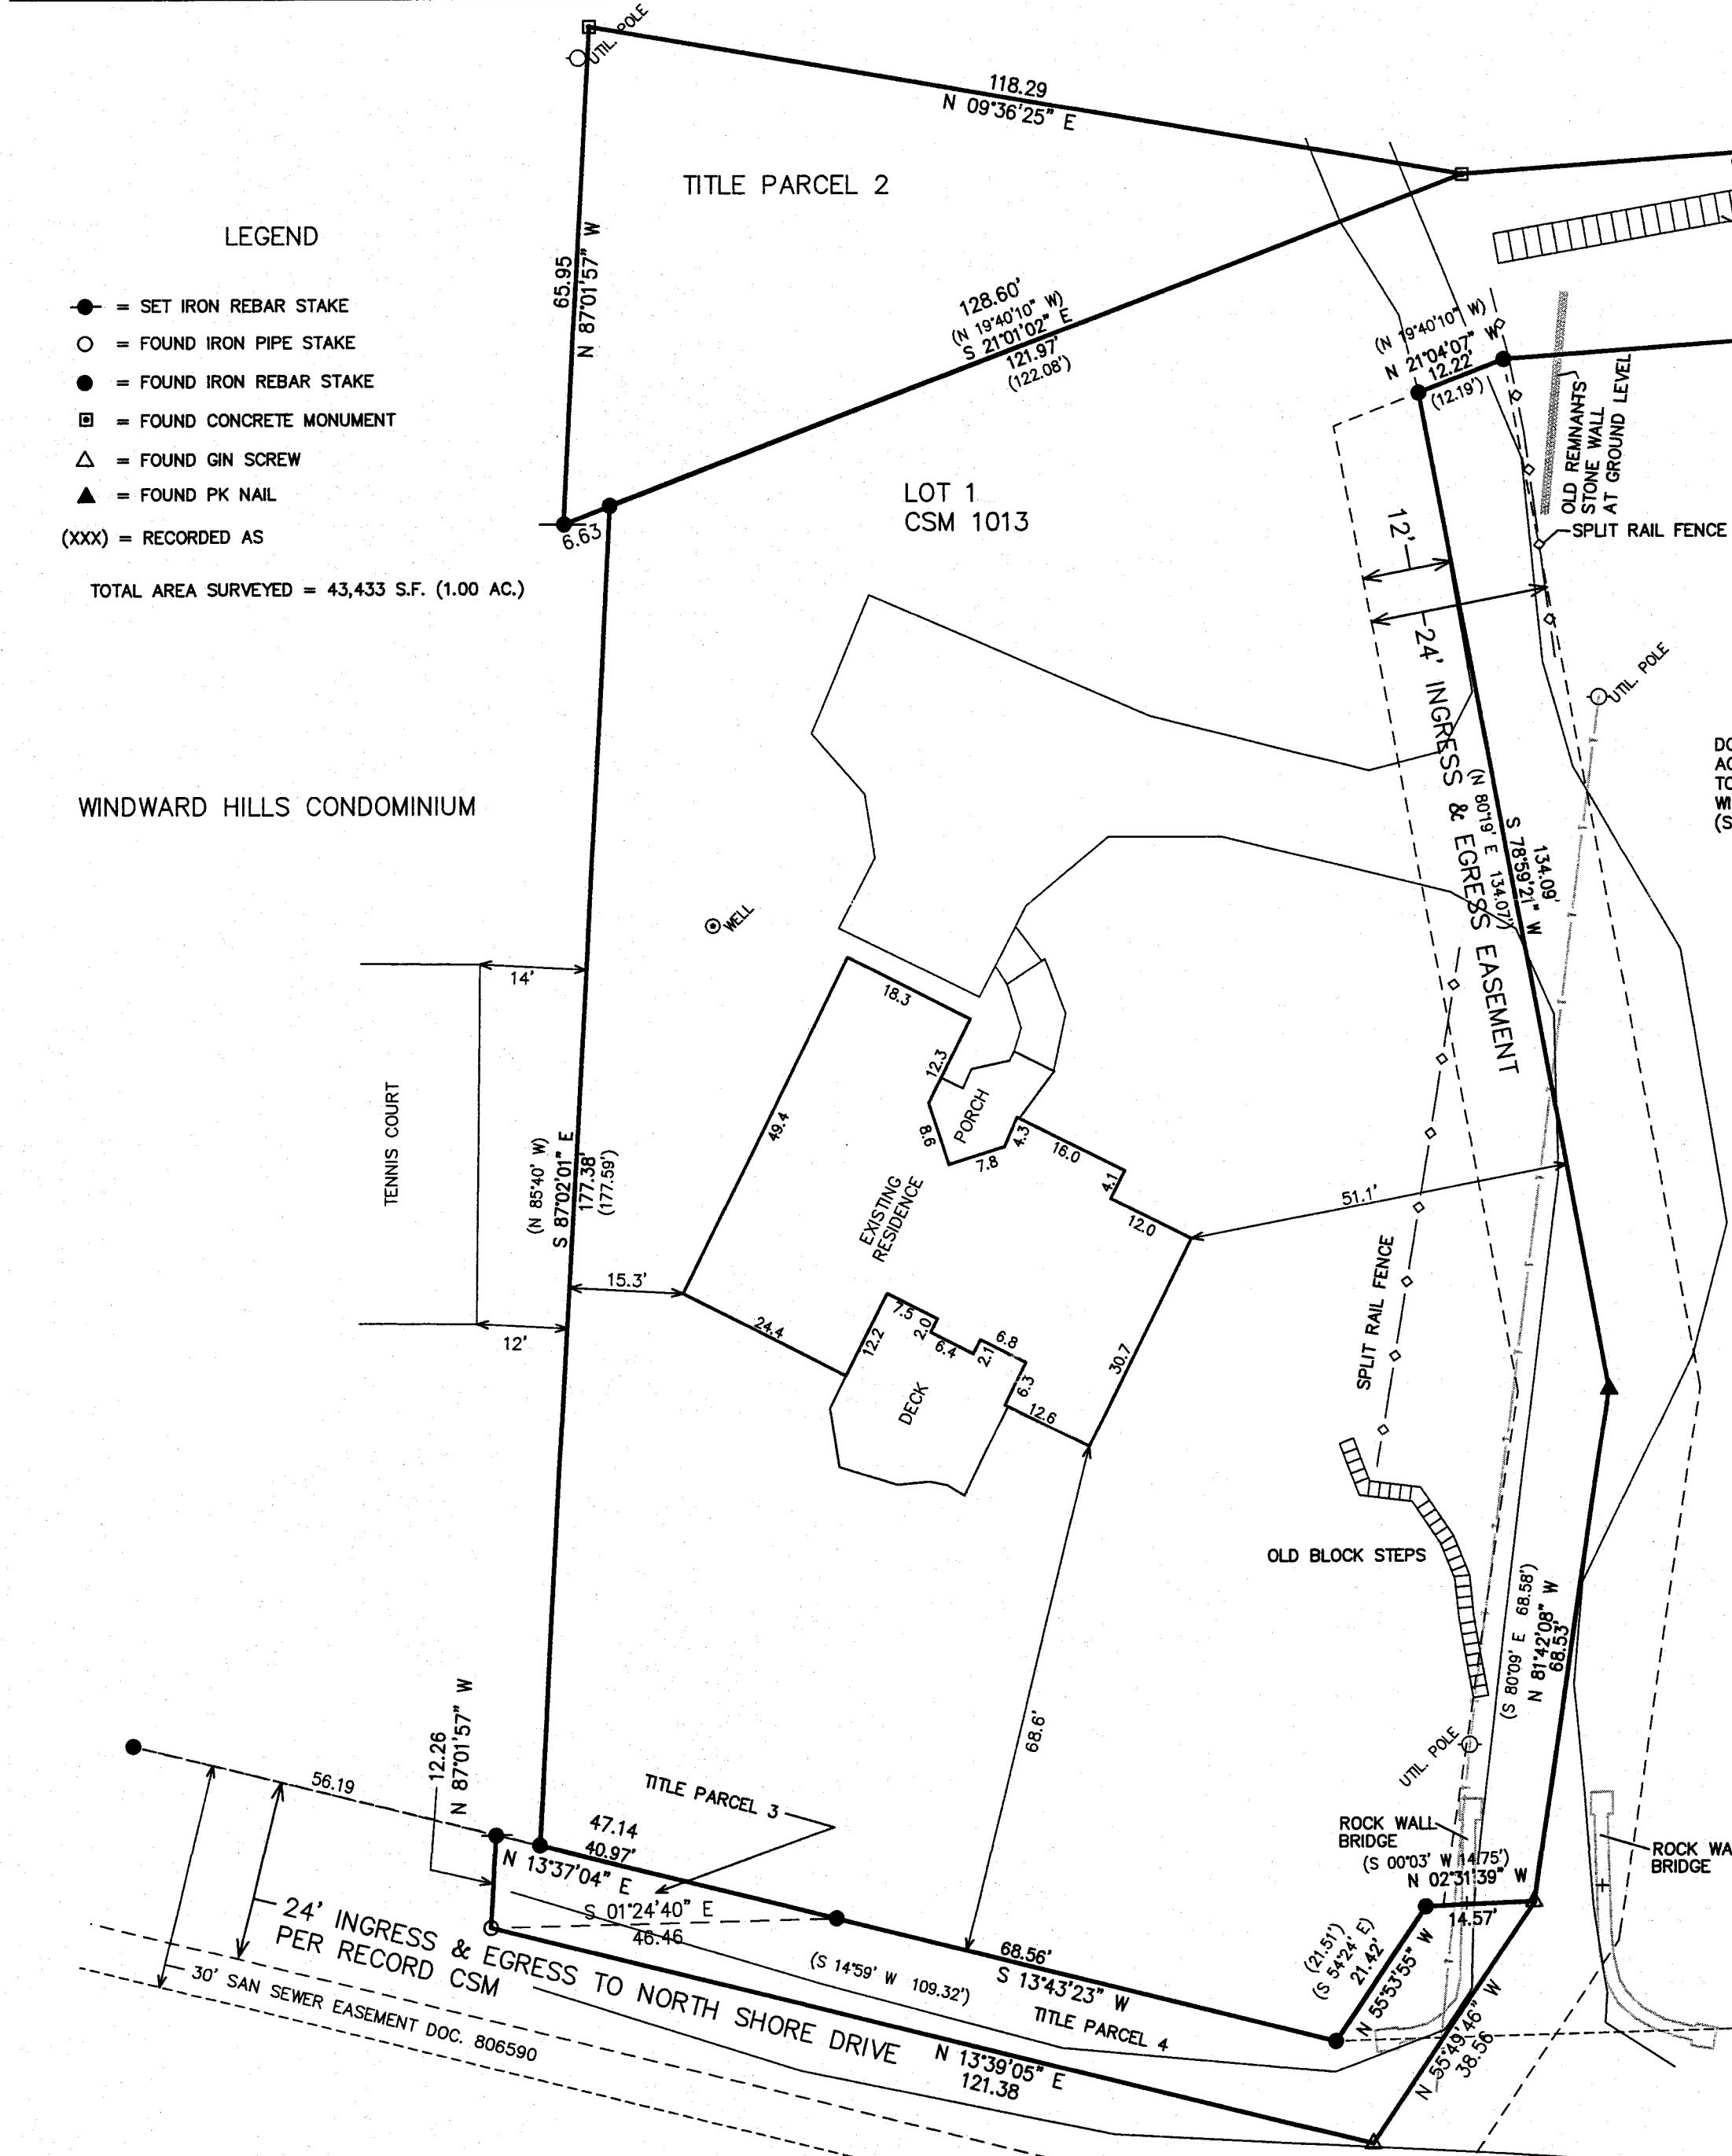 UTIL. POLE
118.29
N 09°36'25" E
TITLE PARCEL 2
LEGEND
= SET IRON REBAR STAKE
= FOUND IRON PIPE STAKE
= FOUND IRON REBAR STAKE
= FOUND CONCRETE MONUMENT
= FOUND GIN SCREW
= FOUND PK NAIL
(XXX) = RECORDED AS
TOTAL AREA SURVEYED = 43,433 S.F. (1.00 AC.)
65.95
N 87°01'57" W
128.60'
(N 19°40'10" W)
S 21°01'02" E
121.97'
(122.08')
6.63
(N 19°40'10" W)
N 21°04'07" W
12.22'
(12.19')
OLD REMNANTS
STONE WALL
AT GROUND LEVEL
SPLIT RAIL FENCE
LOT 1
CSM 1013
12'
24' INGRESS & EGRESS EASEMENT
UTIL. POLE
(N 80°19' E 134.07')
S 78°59'21" W
134.09'
WINDWARD HILLS CONDOMINIUM
WELL
14'
TENNIS COURT
12'
(N 85°40' W)
S 87°02'01" E
177.38'
(177.59')
15.3'
18.3
12.3
49.4
8.6
PORCH
7.8
4.3
16.0
4.1
12.0
51.1'
EXISTING
RESIDENCE
24.4
12.2
7.5
2.0
6.4
2.1
6.8
6.3
12.6
30.7
DECK
SPLIT RAIL FENCE
OLD BLOCK STEPS
68.6'
(S 80°09' E 68.58')
N 81°42'08" W
68.53'
UTIL. POLE
ROCK WALL
BRIDGE
ROCK WA
BRIDGE
(S 00°03' W 14.75')
N 02°31'39" W
14.57'
12.26
N 87°01'57" W
56.19
TITLE PARCEL 3
47.14
40.97'
N 13°37'04" E
S 01°24'40" E
46.46
68.56'
S 13°43'23" W
(S 14°59' W 109.32')
TITLE PARCEL 4
(21.51')
(S 54°24' E)
21.42'
N 55°53'55" W
N 55°49'46" W
38.56
24' INGRESS & EGRESS TO NORTH SHORE DRIVE
PER RECORD CSM
30' SAN SEWER EASEMENT DOC. 806590
N 13°39'05" E
121.38